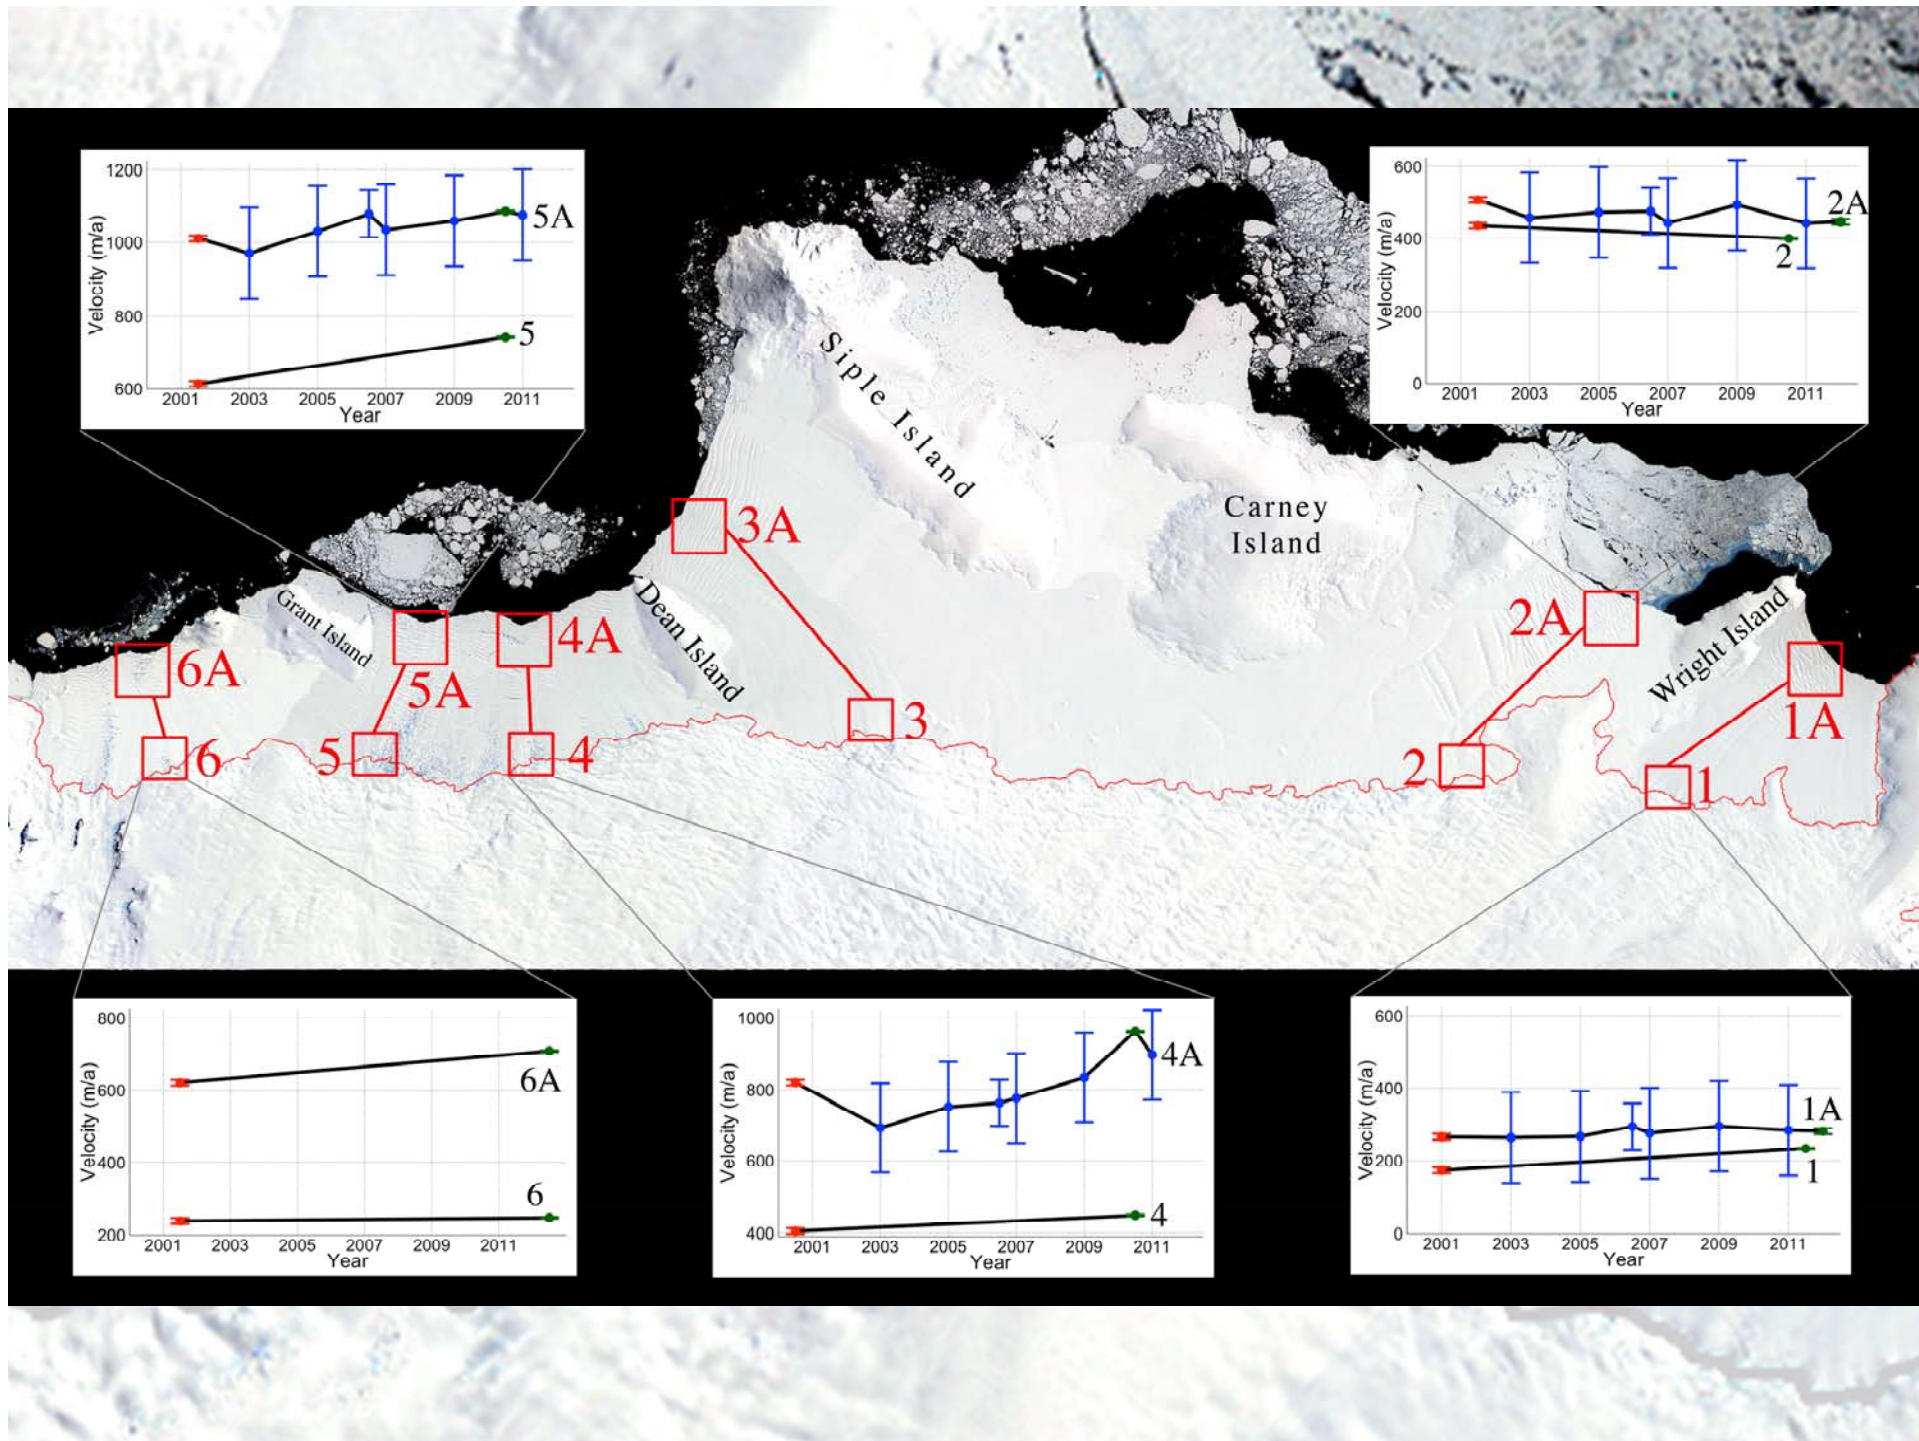 1200
1000
800
600
Velocity (m/a)
5A
5
2001 2003 2005 2007 2009 2011
Year
600
400
200
0
Velocity (m/a)
2A
2
2001 2003 2005 2007 2009 2011
Year
Siple Island
Carney
Island
3A
Grant Island
Dean Island
4A
2A
Wright Island
6A
5A
1A
3
6
5
4
2
1
800
600
400
200
Velocity (m/a)
6A
6
2001 2003 2005 2007 2009 2011
Year
1000
800
600
400
Velocity (m/a)
4A
4
2001 2003 2005 2007 2009 2011
Year
600
400
200
0
Velocity (m/a)
1A
1
2001 2003 2005 2007 2009 2011
Year